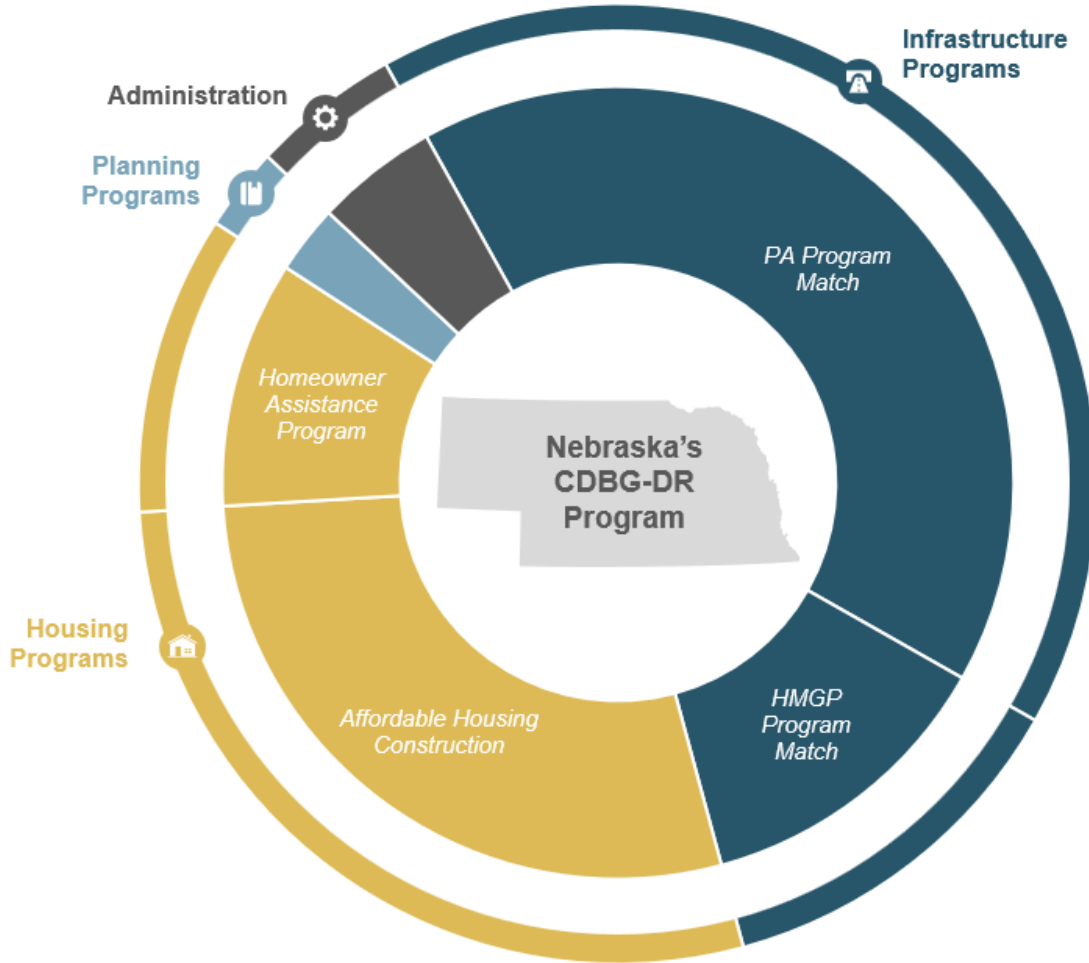 Infrastructure
Programs
Administration
Planning
Programs
PA Program
Match
Homeowner
Assistance
Program
Nebraska's
CDBG-DR
Program
Housing
Programs
Affordable Housing
Construction
HMGP
Program
Match